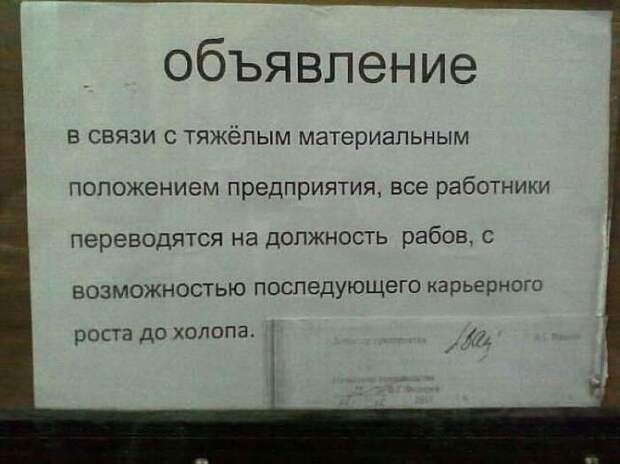 объявление
в связи с тяжёлым материальным
положением предприятия, все работники
переводятся на должность рабов, с
возможностью последующего карьерного
роста до холопа.